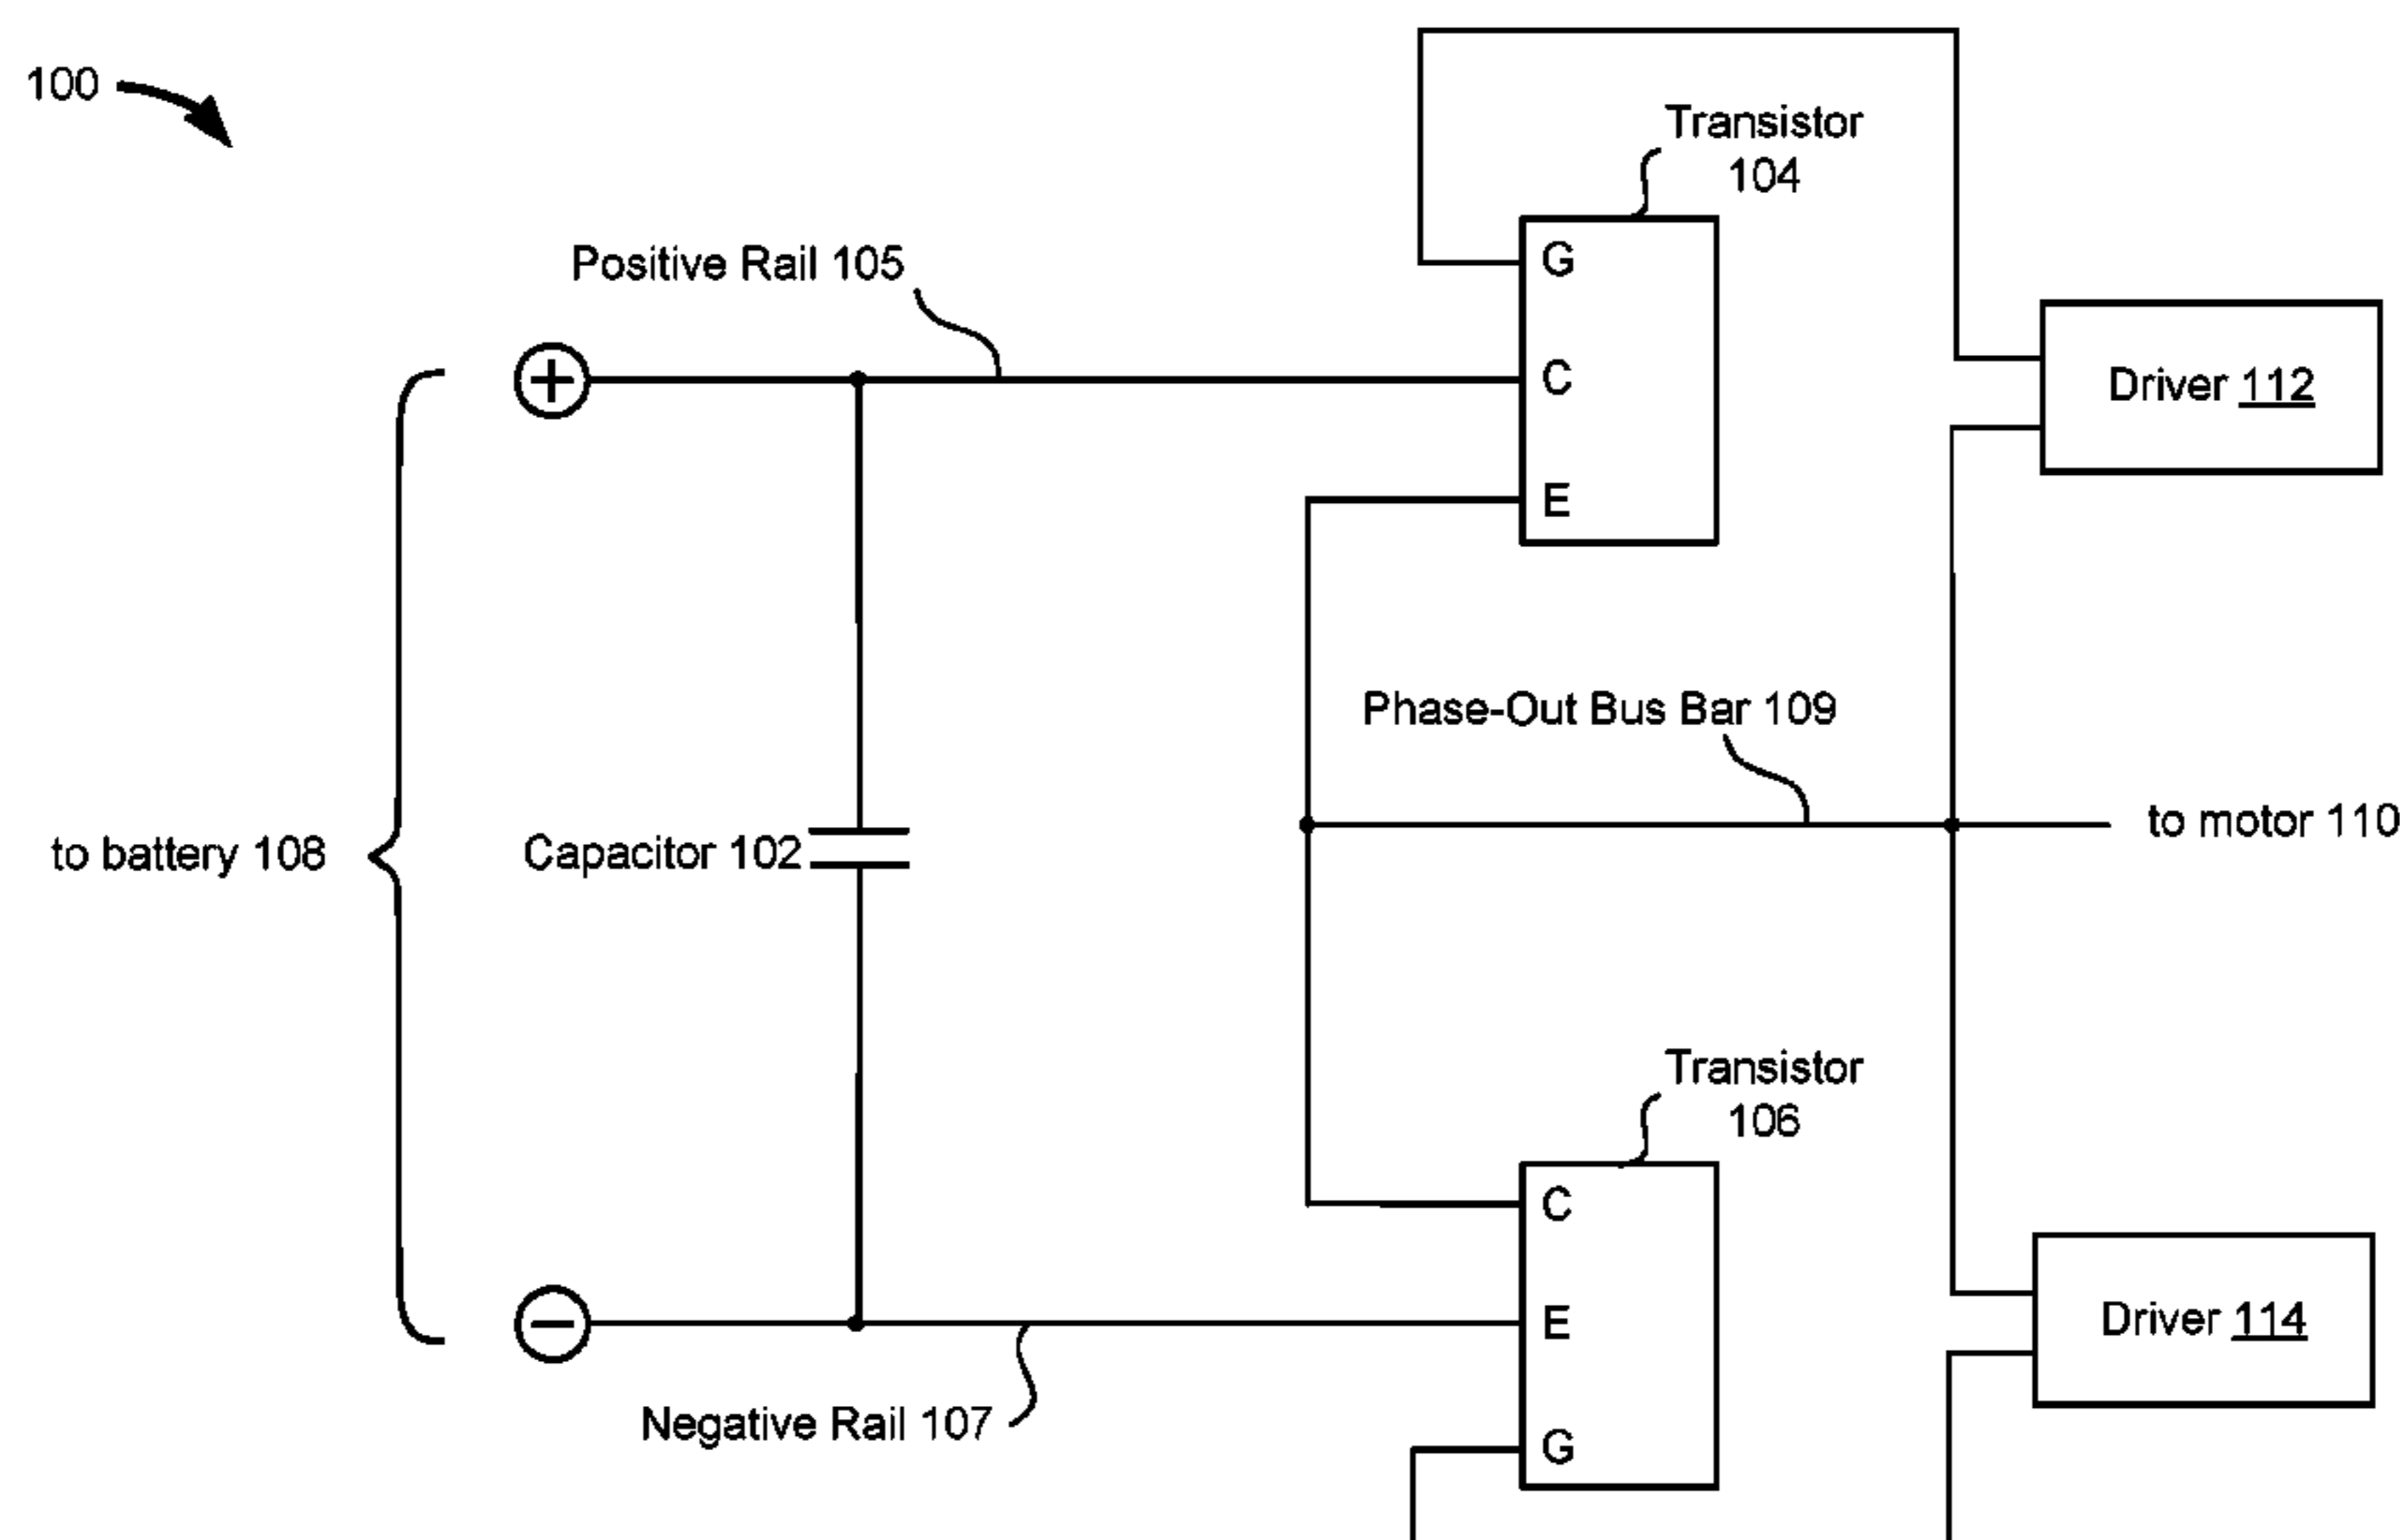 100
Transistor
104
Positive Rail 105
G
C
E
+
Driver 112
Phase-Out Bus Bar 109
to motor 110
to battery 108
Capacitor 102
Transistor
106
C
E
G
−
Driver 114
Negative Rail 107